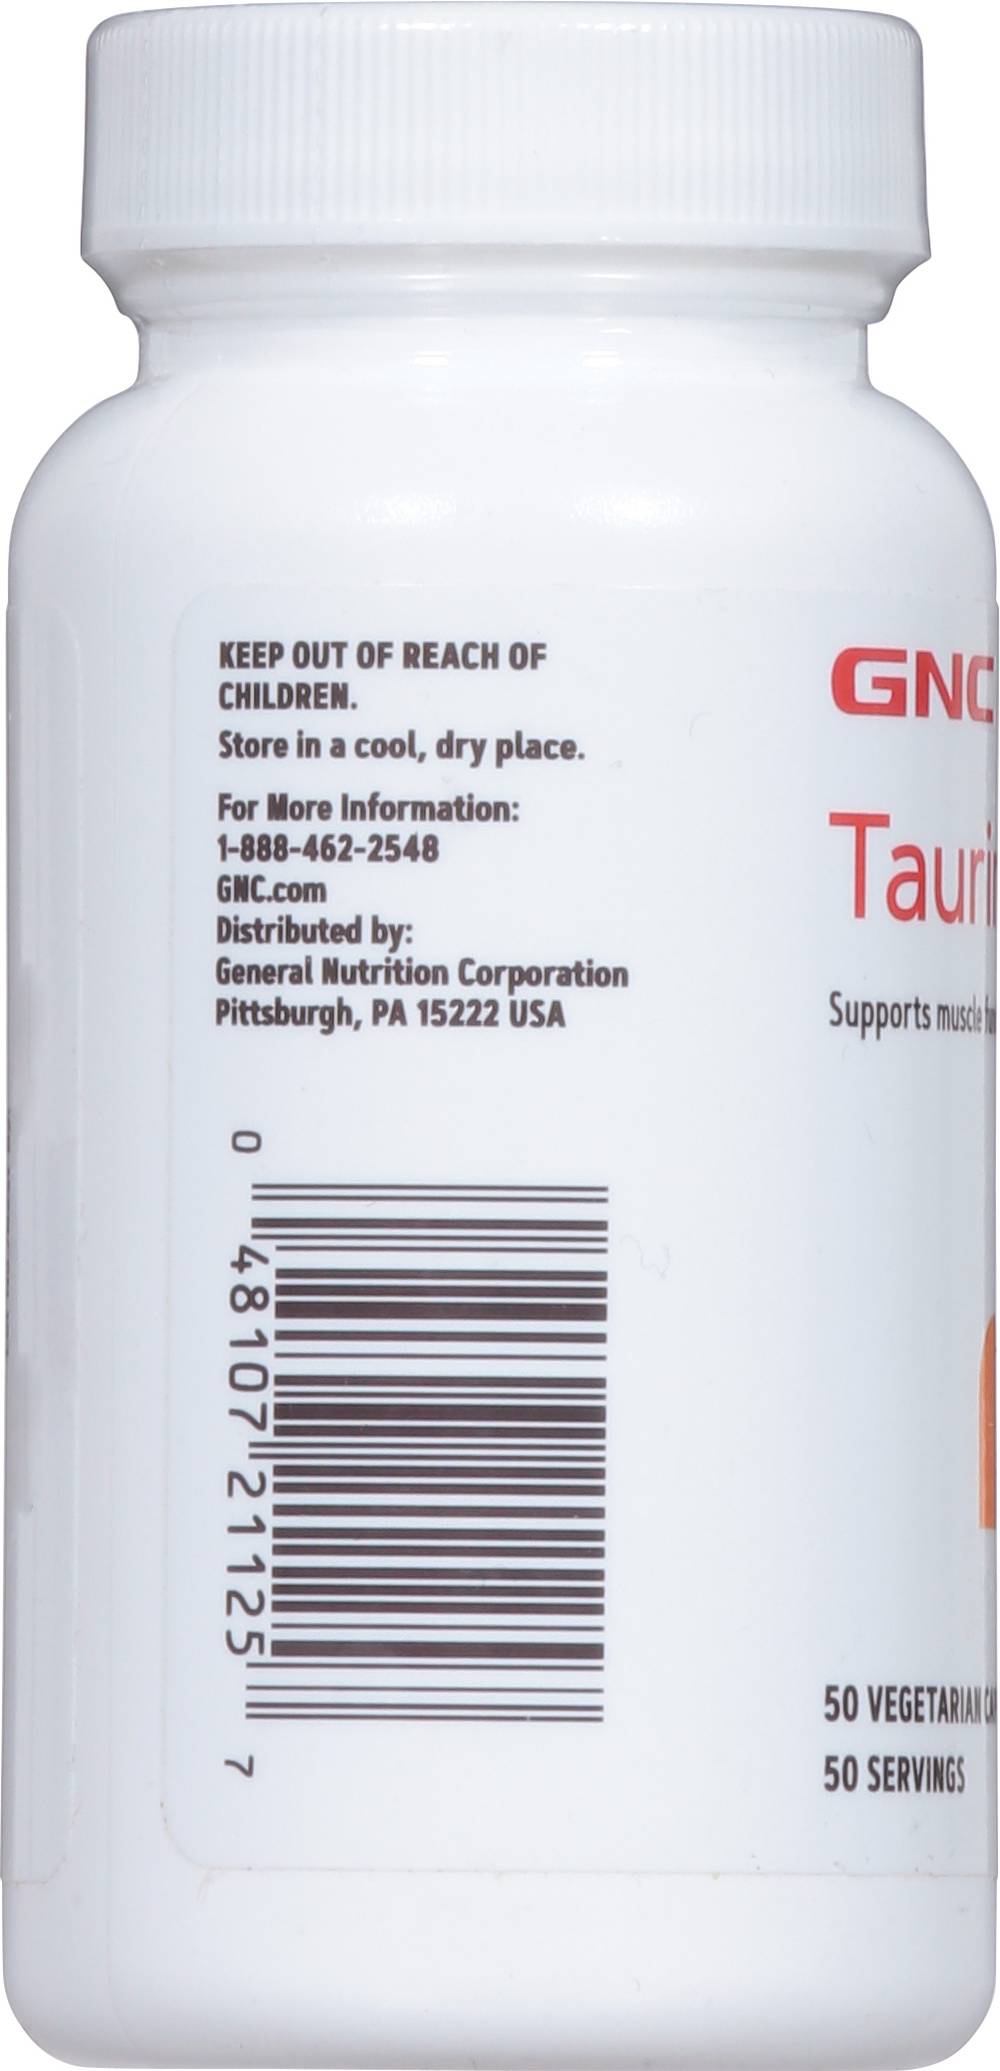 KEEP OUT OF REACH OF
CHILDREN.
Store in a cool, dry place.
For More Information:
1-888-462-2548
GNC.com
Distributed by:
General Nutrition Corporation
Pittsburgh, PA 15222 USA
0 48107 21125 7
GNC
Supports muscle
50 VEGETARIAN
50 SERVINGS